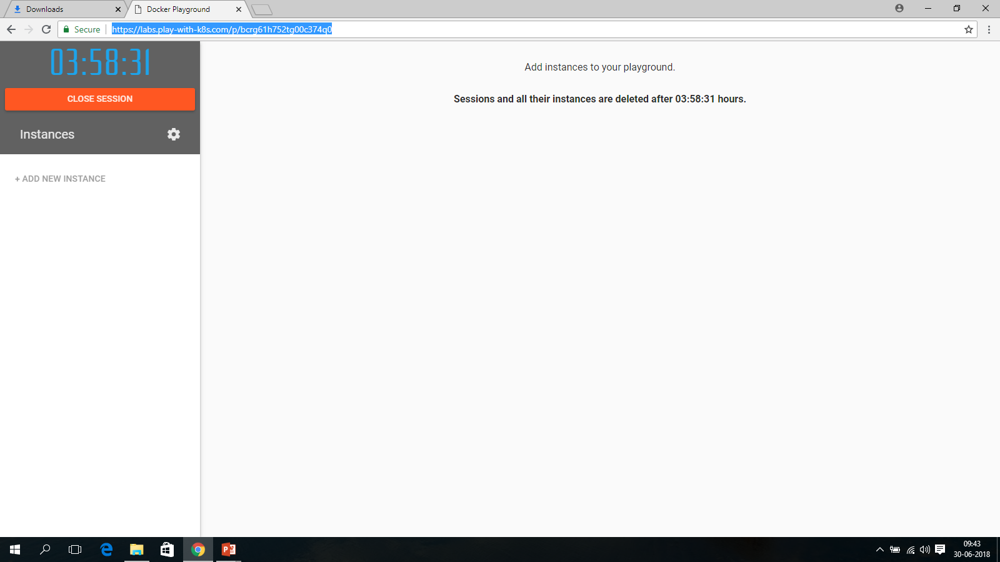 Downloads
Docker Playground
Secure
https://labs.play-with-k8s.com/p/bcrg61h752tg00c374q0
03:58:31
CLOSE SESSION
Instances
+ ADD NEW INSTANCE
Add instances to your playground.
Sessions and all their instances are deleted after 03:58:31 hours.
09:43
30-06-2018